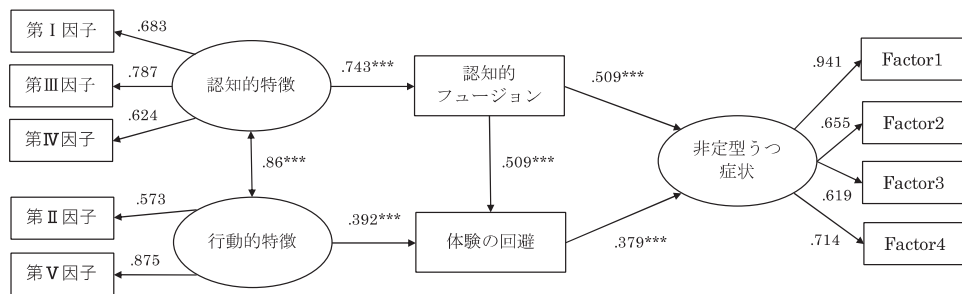 第Ⅰ因子
.683
第Ⅲ因子
.787
第Ⅳ因子
.624
認知的特徴
.743***
認知的
フュージョン
.509***
.941
Factor1
.655
Factor2
.86***
.509***
非定型うつ
症状
.619
Factor3
第Ⅱ因子
.573
行動的特徴
.392***
体験の回避
.379***
.714
Factor4
第Ⅴ因子
.875